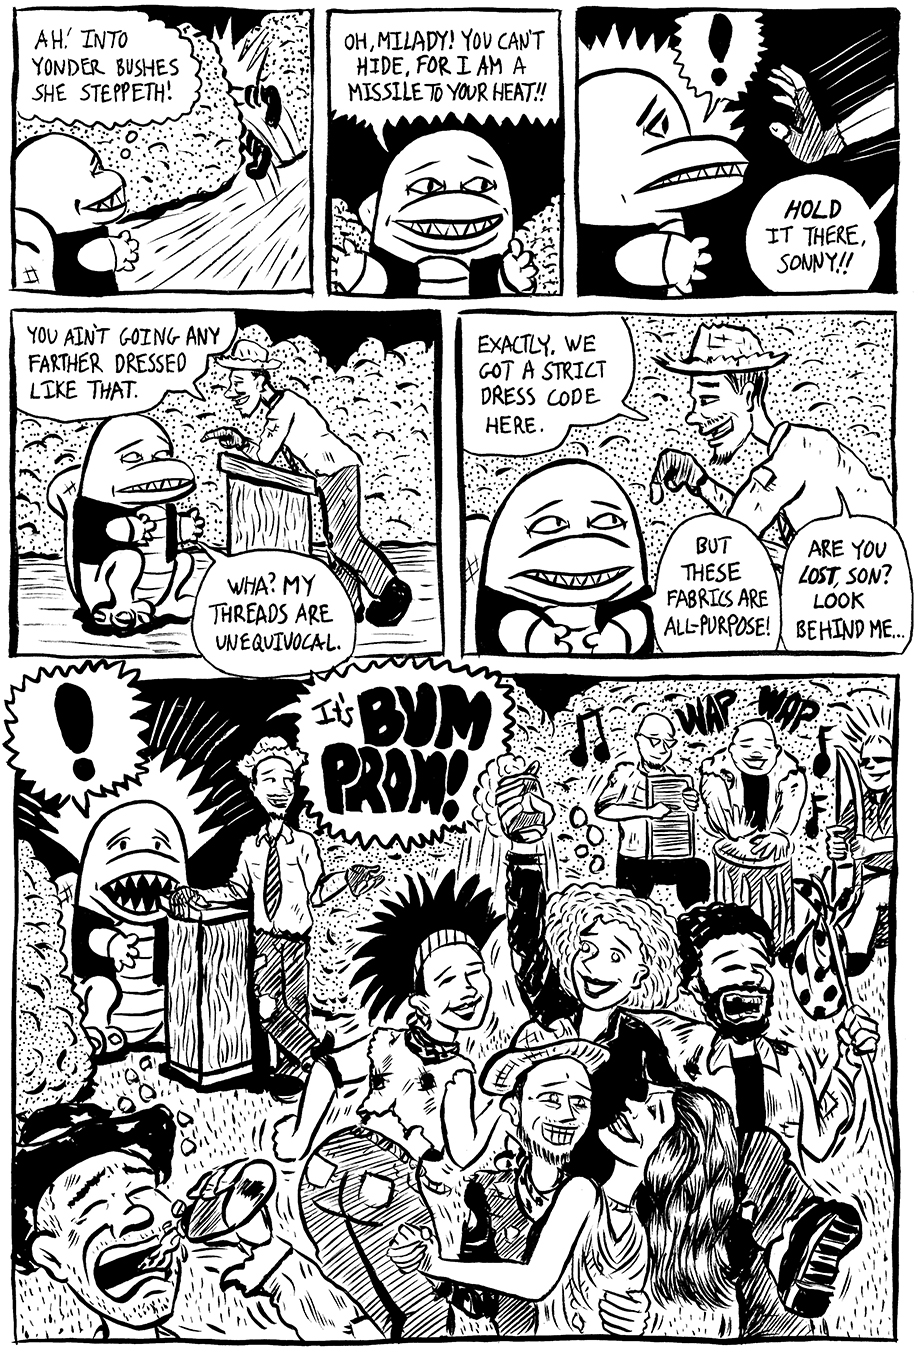 AH! INTO
YONDER BUSHES
SHE STEPPETH!
OH, MILADY! YOU CAN'T
HIDE, FOR I AM A
MISSILE TO YOUR HEAT!!
!
HOLD
IT THERE,
SONNY!!
YOU AIN'T GOING ANY
FARTHER DRESSED
LIKE THAT.
WHA? MY
THREADS ARE
UNEQUIVOCAL.
EXACTLY. WE
GOT A STRICT
DRESS CODE
HERE.
BUT
THESE
FABRICS ARE
ALL-PURPOSE!
ARE YOU
LOST, SON?
LOOK
BEHIND ME...
!
It's BUM
PROM!
WAP WAP